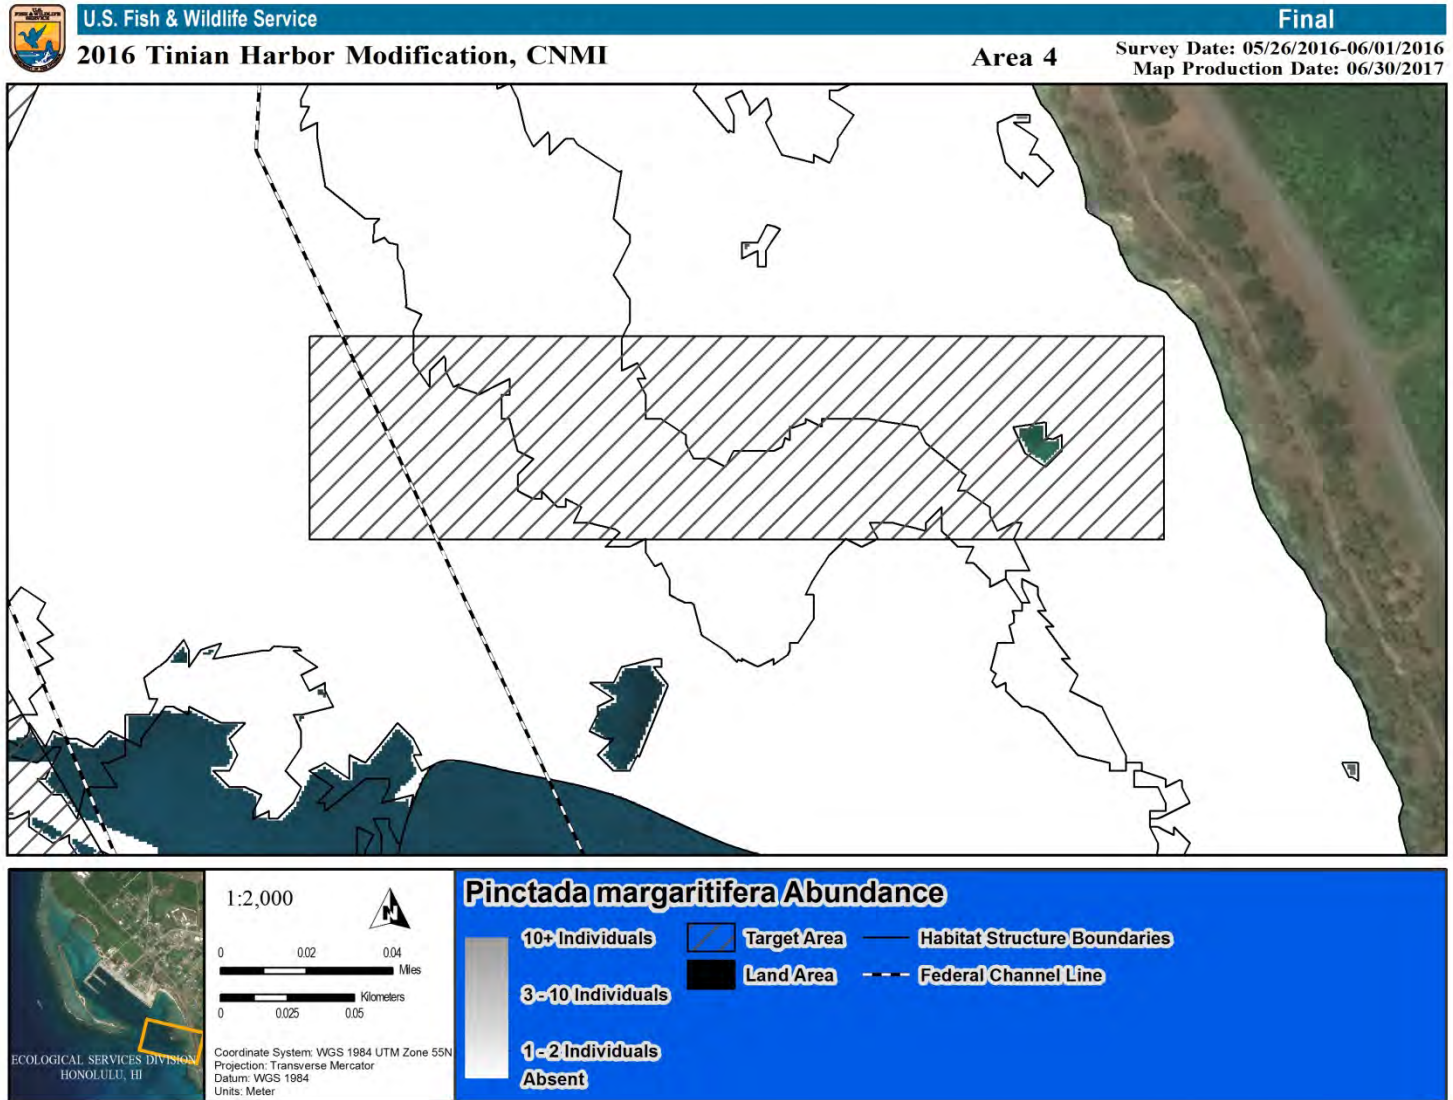 U.S.
FISH & WILDLIFE
SERVICE
U.S. Fish & Wildlife Service
Final
2016 Tinian Harbor Modification, CNMI
Area 4
Survey Date: 05/26/2016-06/01/2016
Map Production Date: 06/30/2017
ECOLOGICAL SERVICES DIVISION
HONOLULU, HI
1:2,000
N
0 0.02 0.04
Miles
Kilometers
0 0.025 0.05
Coordinate System: WGS 1984 UTM Zone 55N
Projection: Transverse Mercator
Datum: WGS 1984
Units: Meter
Pinctada margaritifera Abundance
10+ Individuals
3 - 10 Individuals
1 - 2 Individuals
Absent
Target Area
Land Area
Habitat Structure Boundaries
Federal Channel Line